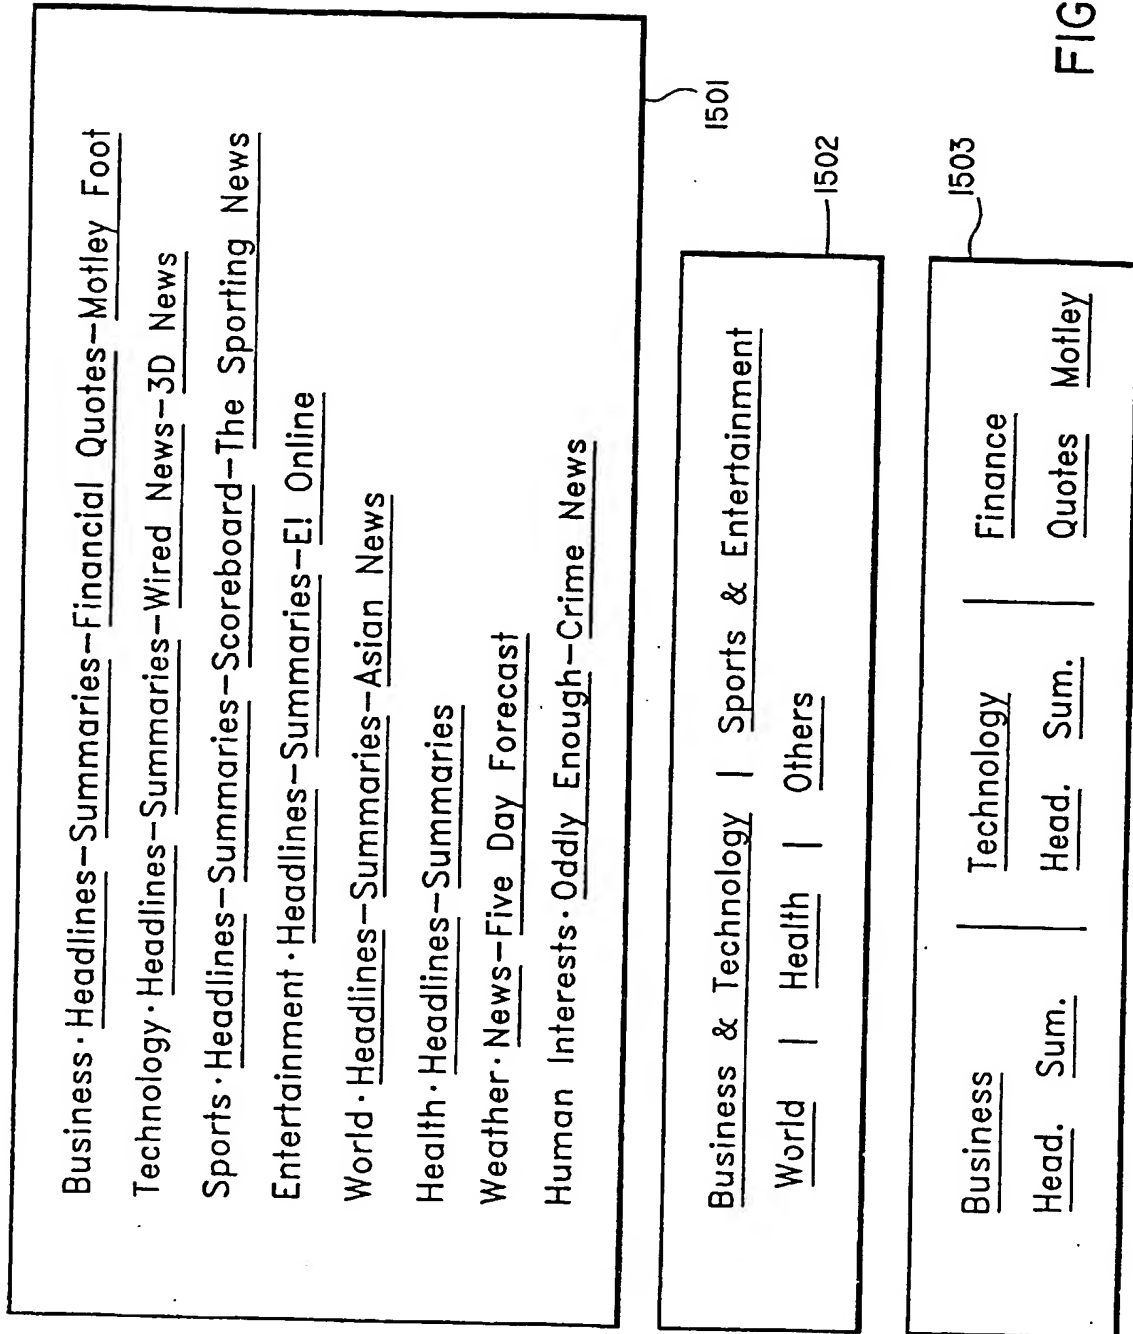 Business · Headlines–Summaries–Financial Quotes–Motley Foot
Technology · Headlines–Summaries–Wired News–3D News
Sports · Headlines–Summaries–Scoreboard–The Sporting News
Entertainment · Headlines–Summaries–E! Online
World · Headlines–Summaries–Asian News
Health · Headlines–Summaries
Weather · News–Five Day Forecast
Human Interests · Oddly Enough–Crime News
1501
Business & Technology | Sports & Entertainment
World | Health | Others
1502
Business | Technology | Finance
Head. Sum. | Head. Sum. | Quotes Motley
1503
FIG